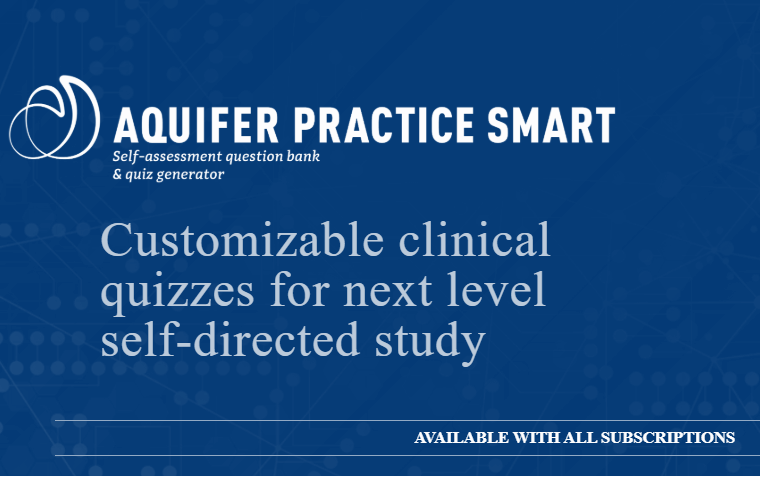 AQUIFER PRACTICE SMART
Self-assessment question bank
& quiz generator
Customizable clinical
quizzes for next level
self-directed study
AVAILABLE WITH ALL SUBSCRIPTIONS